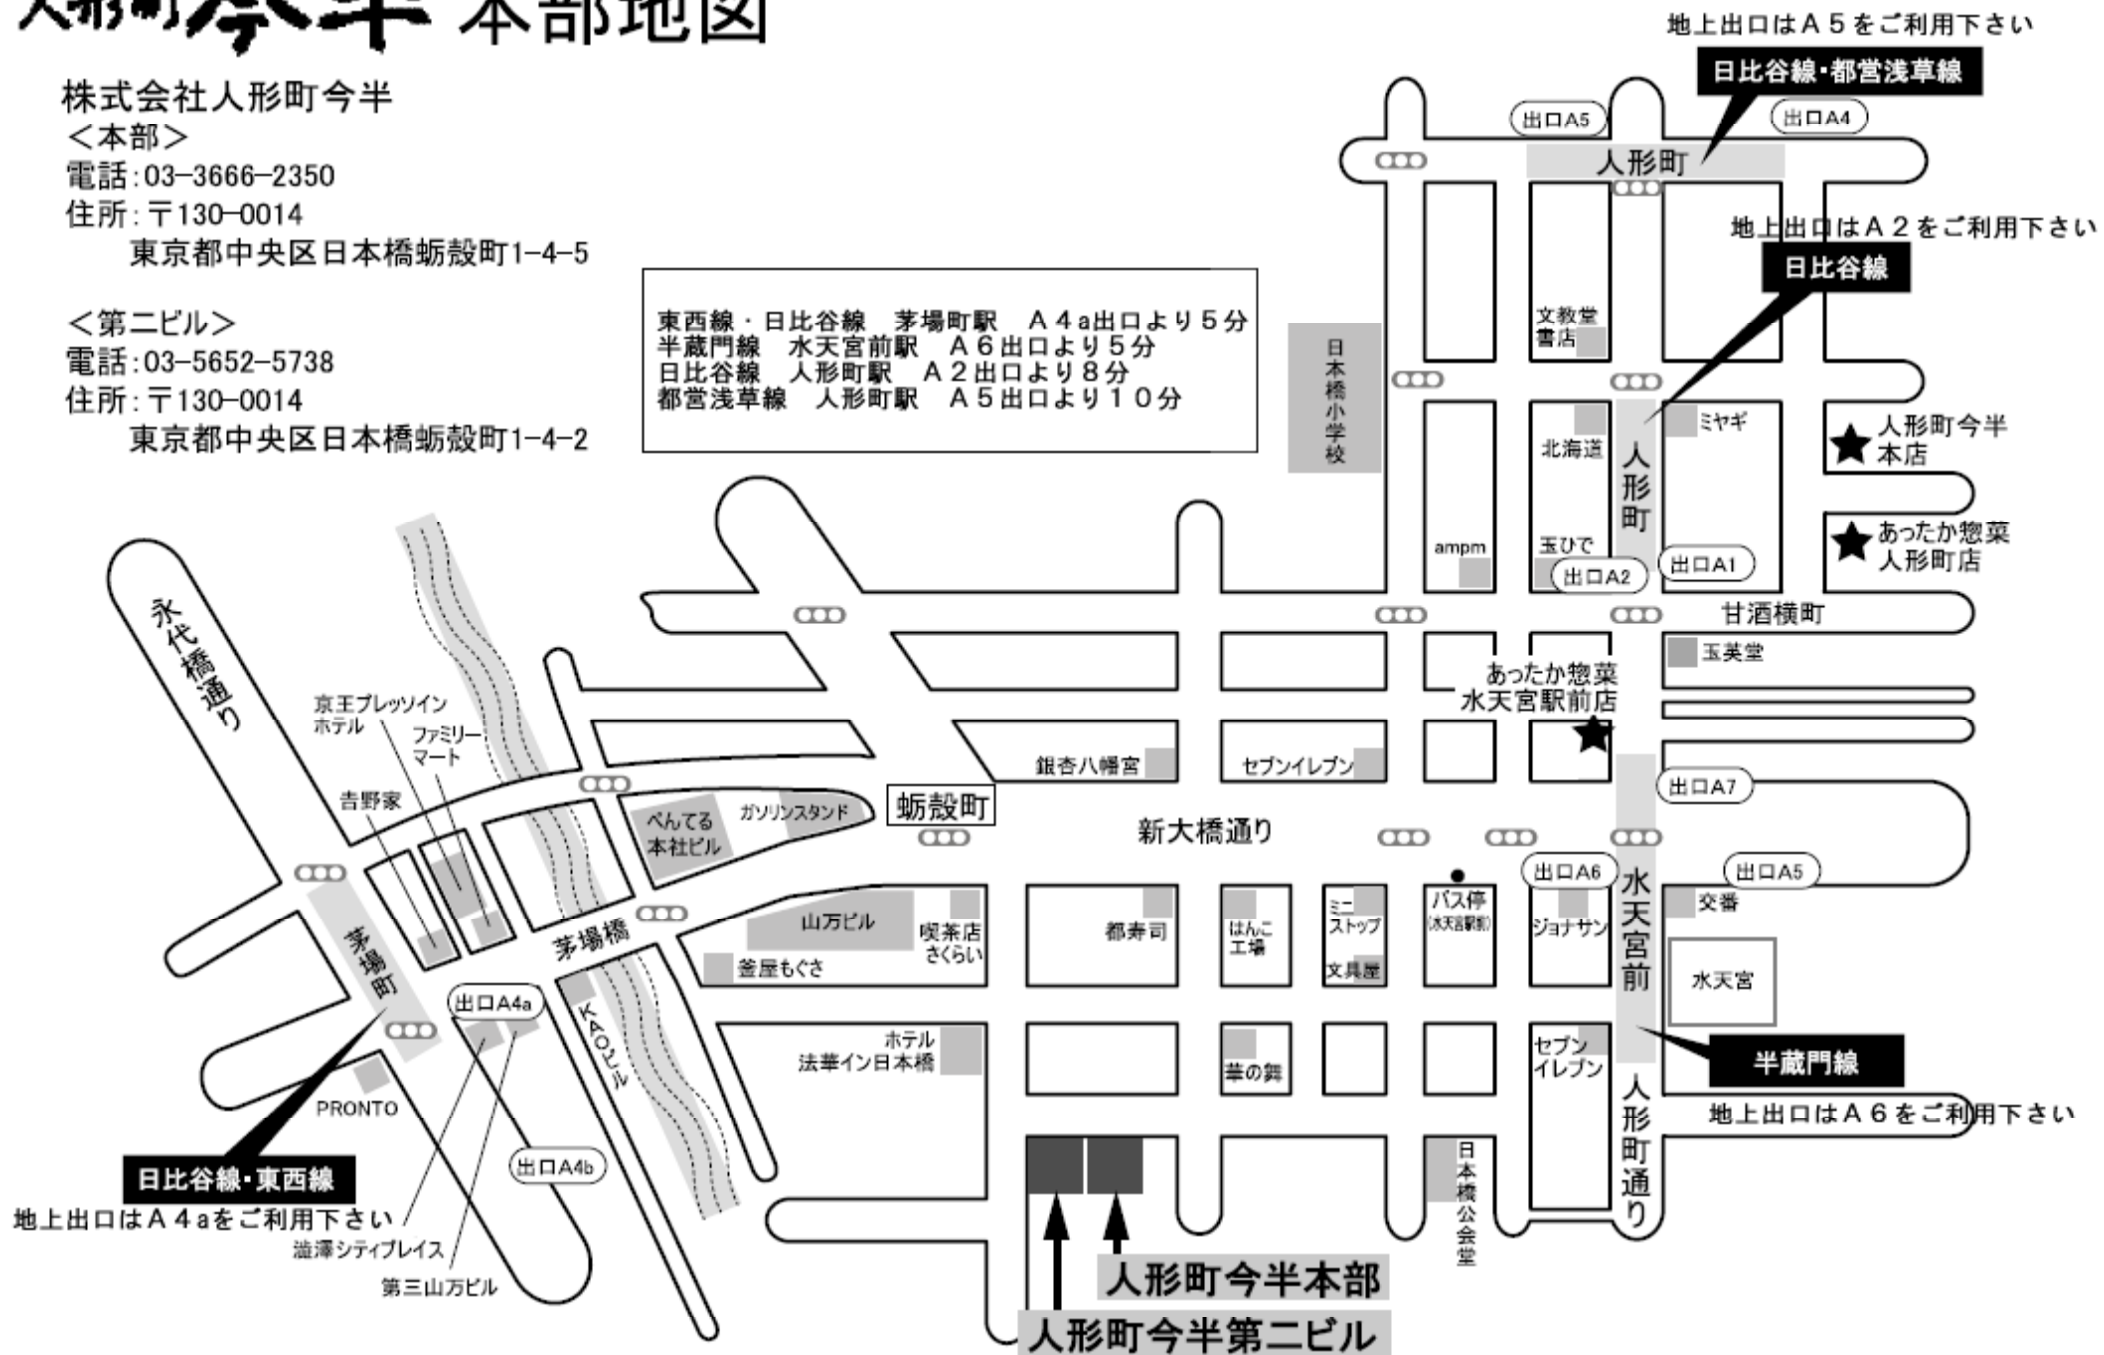 人形町今半 本部地図
株式会社人形町今半
＜本部＞
電話:03-3666-2350
住所:〒130-0014
東京都中央区日本橋蛎殻町1-4-5
＜第二ビル＞
電話:03-5652-5738
住所:〒130-0014
東京都中央区日本橋蛎殻町1-4-2
東西線・日比谷線　茅場町駅　Ａ４a出口より５分
半蔵門線　水天宮前駅　Ａ６出口より５分
日比谷線　人形町駅　Ａ２出口より８分
都営浅草線　人形町駅　Ａ５出口より１０分
地上出口はＡ５をご利用下さい
日比谷線・都営浅草線
出口A5
出口A4
人形町
地上出口はＡ２をご利用下さい
日比谷線
文教堂
書店
日本橋小学校
北海道
人形町
ミヤギ
人形町今半
本店
ampm
玉ひで
出口A2
出口A1
あったか惣菜
人形町店
甘酒横町
玉英堂
あったか惣菜
水天宮駅前店
永代橋通り
京王プレッソイン
ホテル
ファミリー
マート
吉野家
ぺんてる
本社ビル
ガソリンスタンド
銀杏八幡宮
セブンイレブン
蛎殻町
新大橋通り
出口A7
出口A6
出口A5
水天宮前
交番
水天宮
茅場町
茅場橋
山万ビル
喫茶店
さくらい
釜屋もぐさ
都寿司
はんこ
工場
ミニ
ストップ
文具屋
バス停
(水天宮駅前)
ジョナサン
出口A4a
KAOビル
ホテル
法華イン日本橋
華の舞
セブン
イレブン
半蔵門線
地上出口はＡ６をご利用下さい
人形町通り
PRONTO
出口A4b
日比谷線・東西線
地上出口はＡ４aをご利用下さい
澁澤シティプレイス
第三山万ビル
日本橋公会堂
人形町今半本部
人形町今半第二ビル